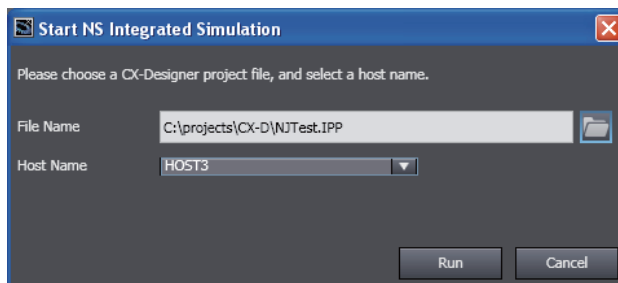 Start NS Integrated Simulation
Please choose a CX-Designer project file, and select a host name.
File Name
C:\projects\CX-D\NJTest.IPP
Host Name
HOST3
Run
Cancel